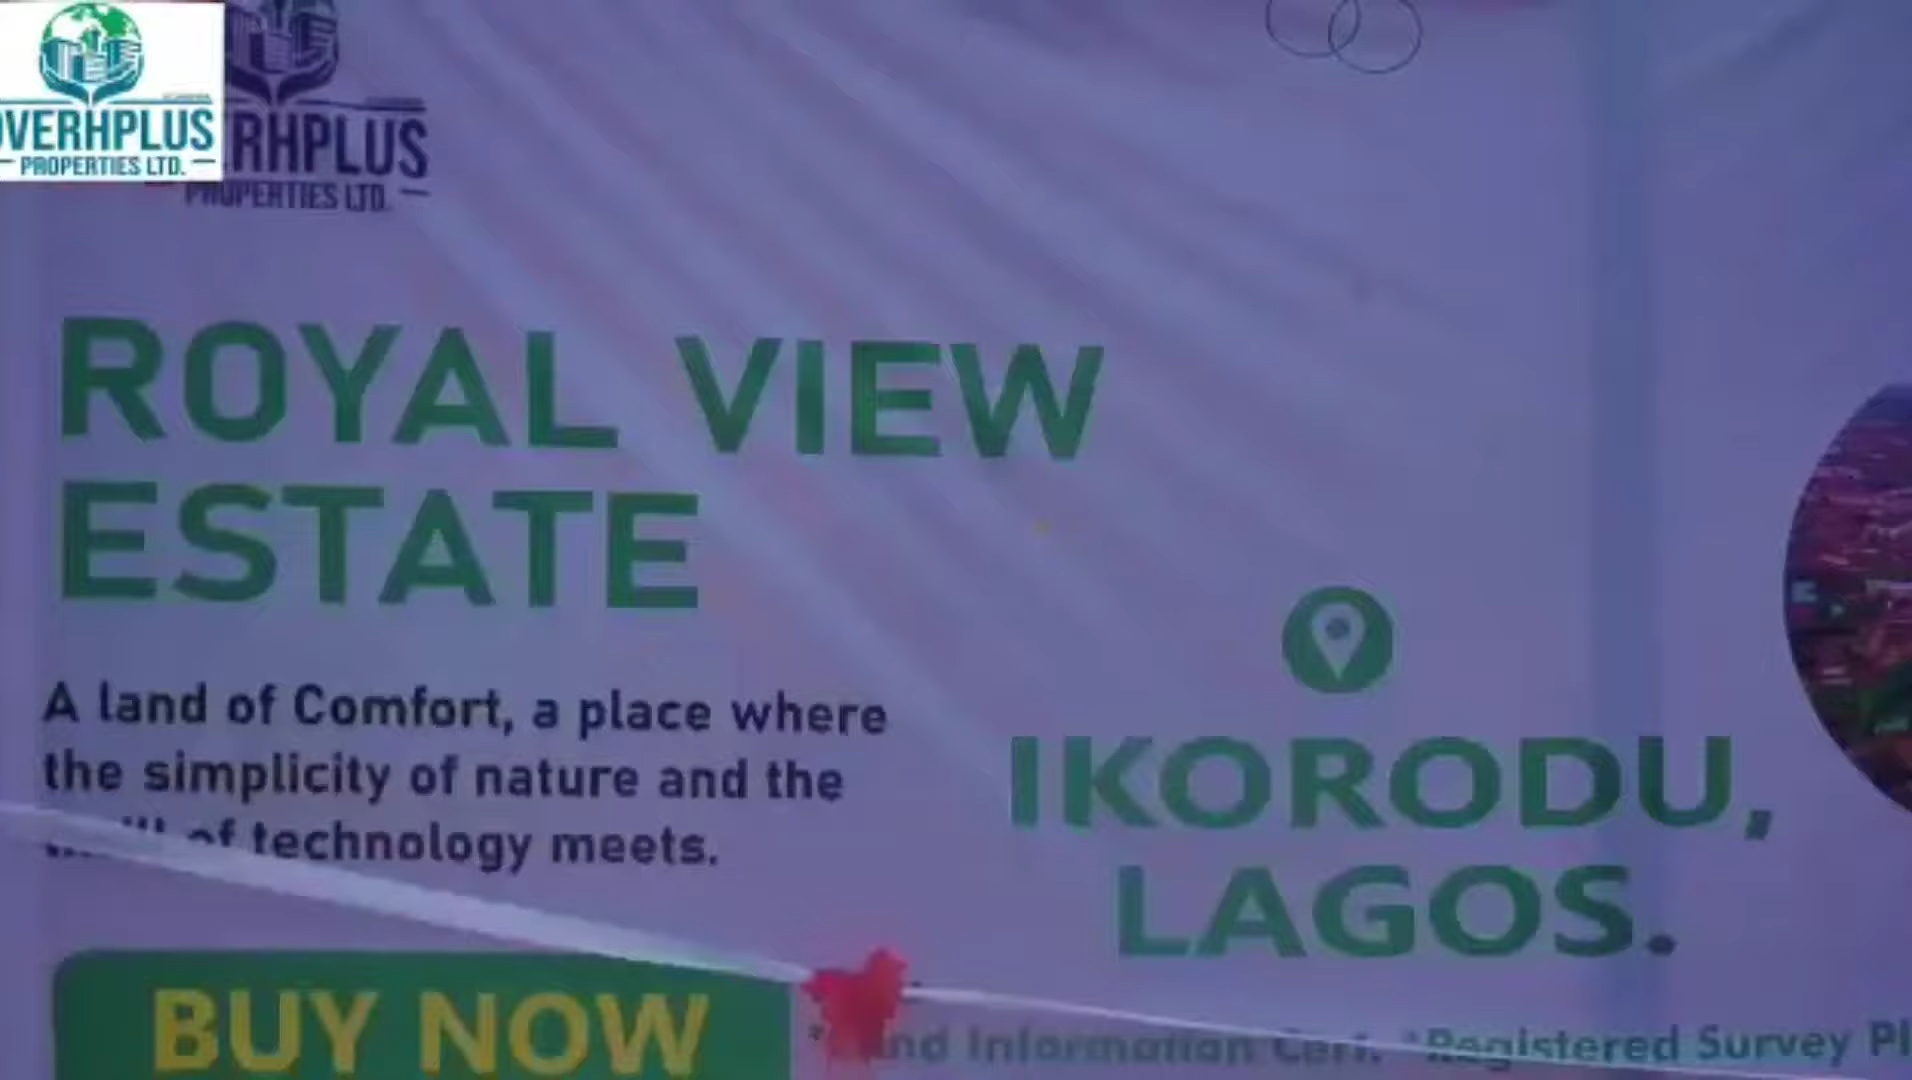 OVERHPLUS
PROPERTIES LTD.
RHPLUS
PROPERTIES LTD.
ROYAL VIEW
ESTATE
A land of Comfort, a place where
the simplicity of nature and the
of technology meets.
IKORODU,
LAGOS.
BUY NOW
Information Cert. *Registered Survey